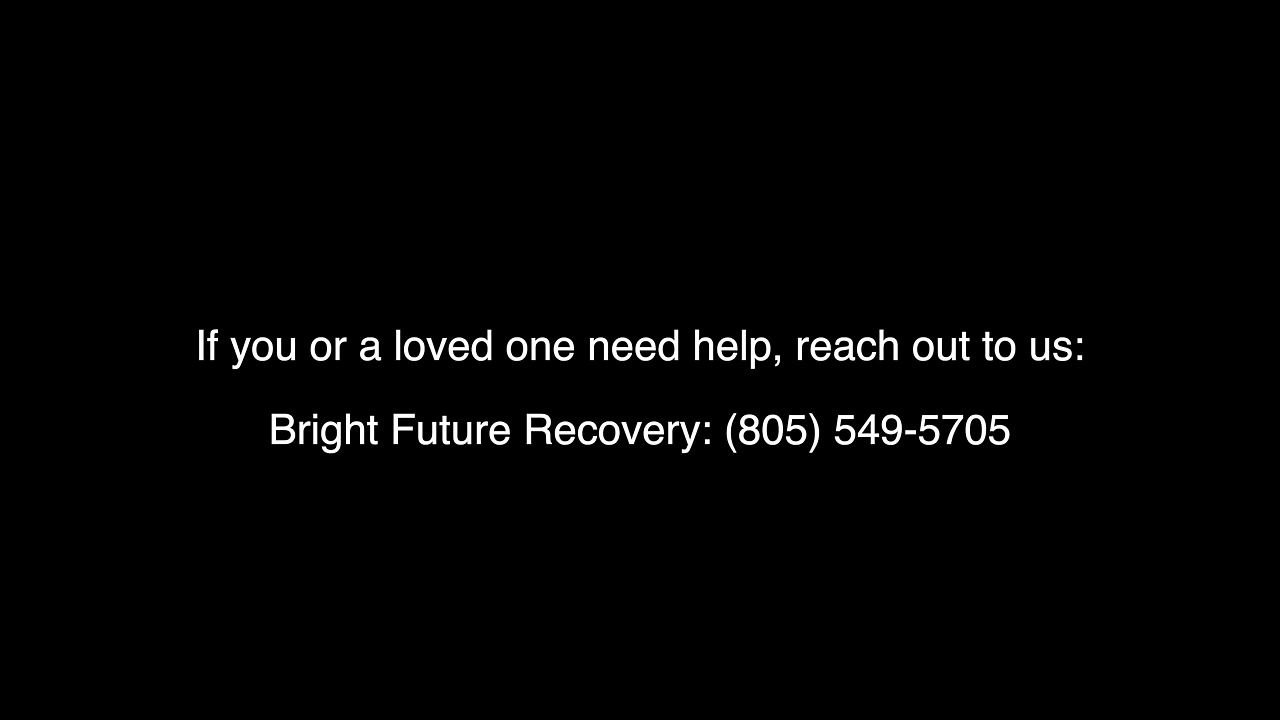 If you or a loved one need help, reach out to us:
Bright Future Recovery: (805) 549-5705